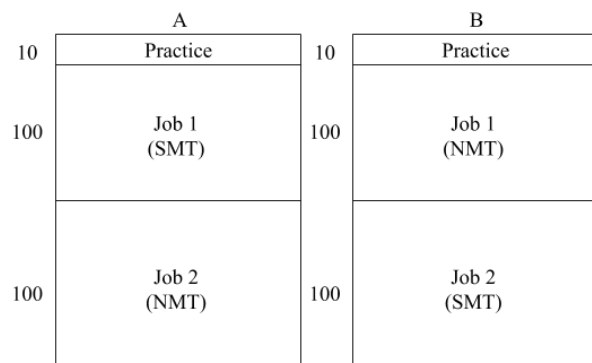 A
10
Practice
100
Job 1
(SMT)
100
Job 2
(NMT)
B
10
Practice
100
Job 1
(NMT)
100
Job 2
(SMT)